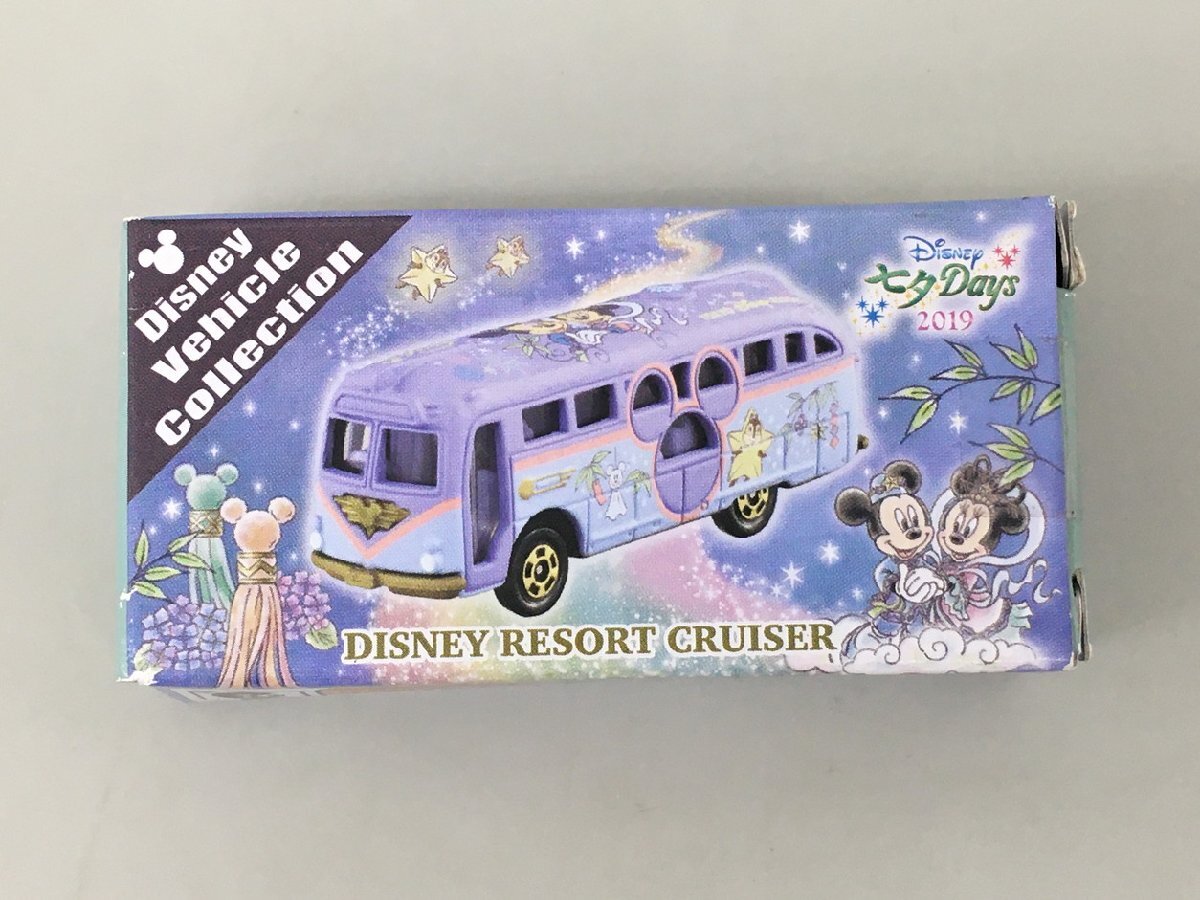 Disney
Vehicle
Collection
Disney
七夕Days
2019
DISNEY RESORT CRUISER